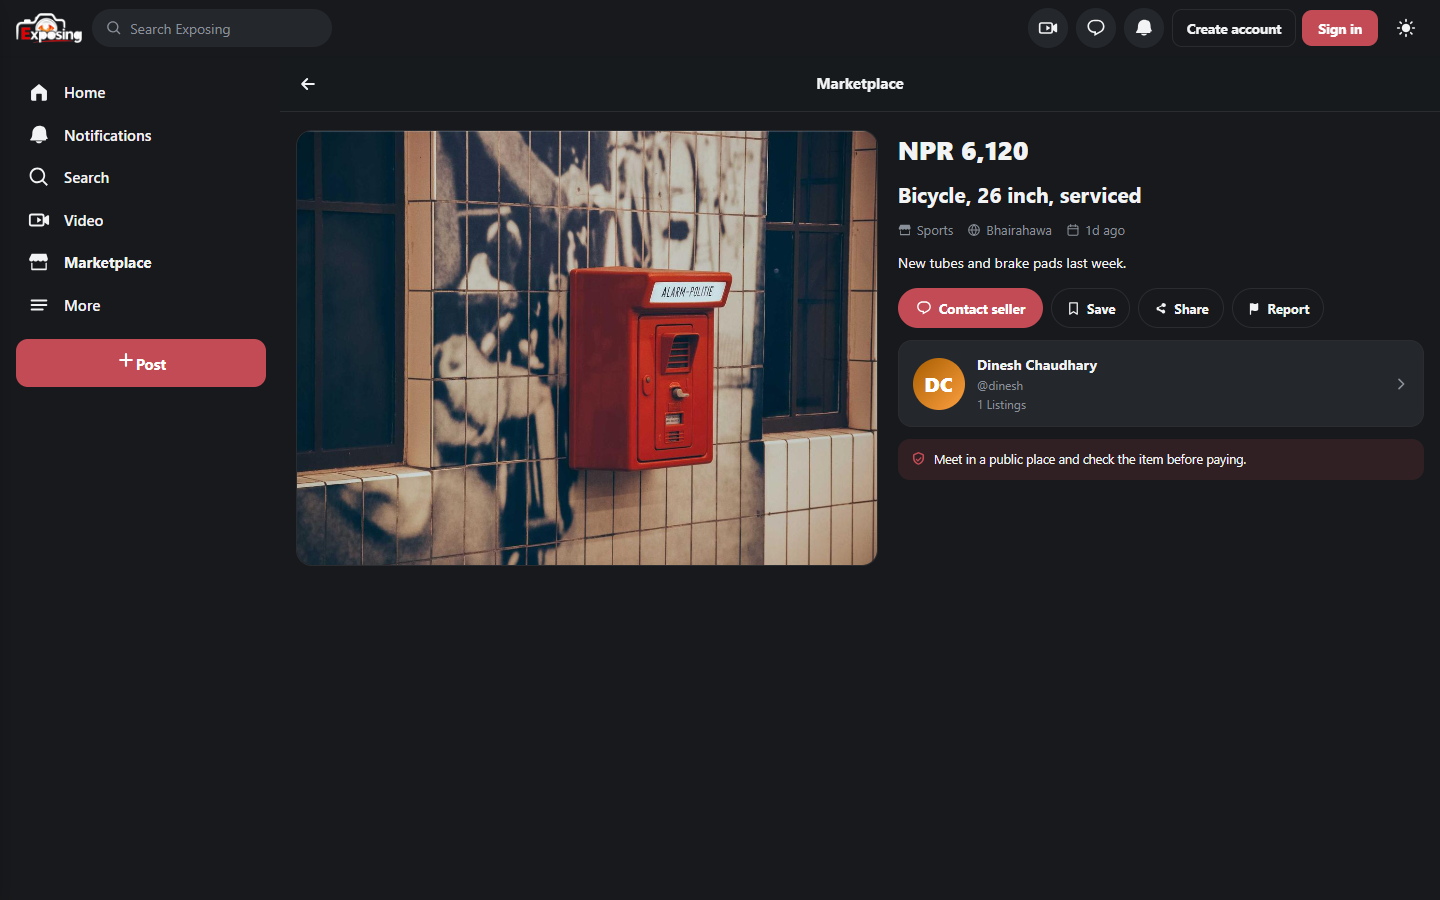 Exposing
Search Exposing
Create account
Sign in
Home
Notifications
Search
Video
Marketplace
More
Post
Marketplace
ALARM-POLITIE
NPR 6,120
Bicycle, 26 inch, serviced
Sports
Bhairahawa
1d ago
New tubes and brake pads last week.
Contact seller
Save
Share
Report
DC
Dinesh Chaudhary
@dinesh
1 Listings
Meet in a public place and check the item before paying.